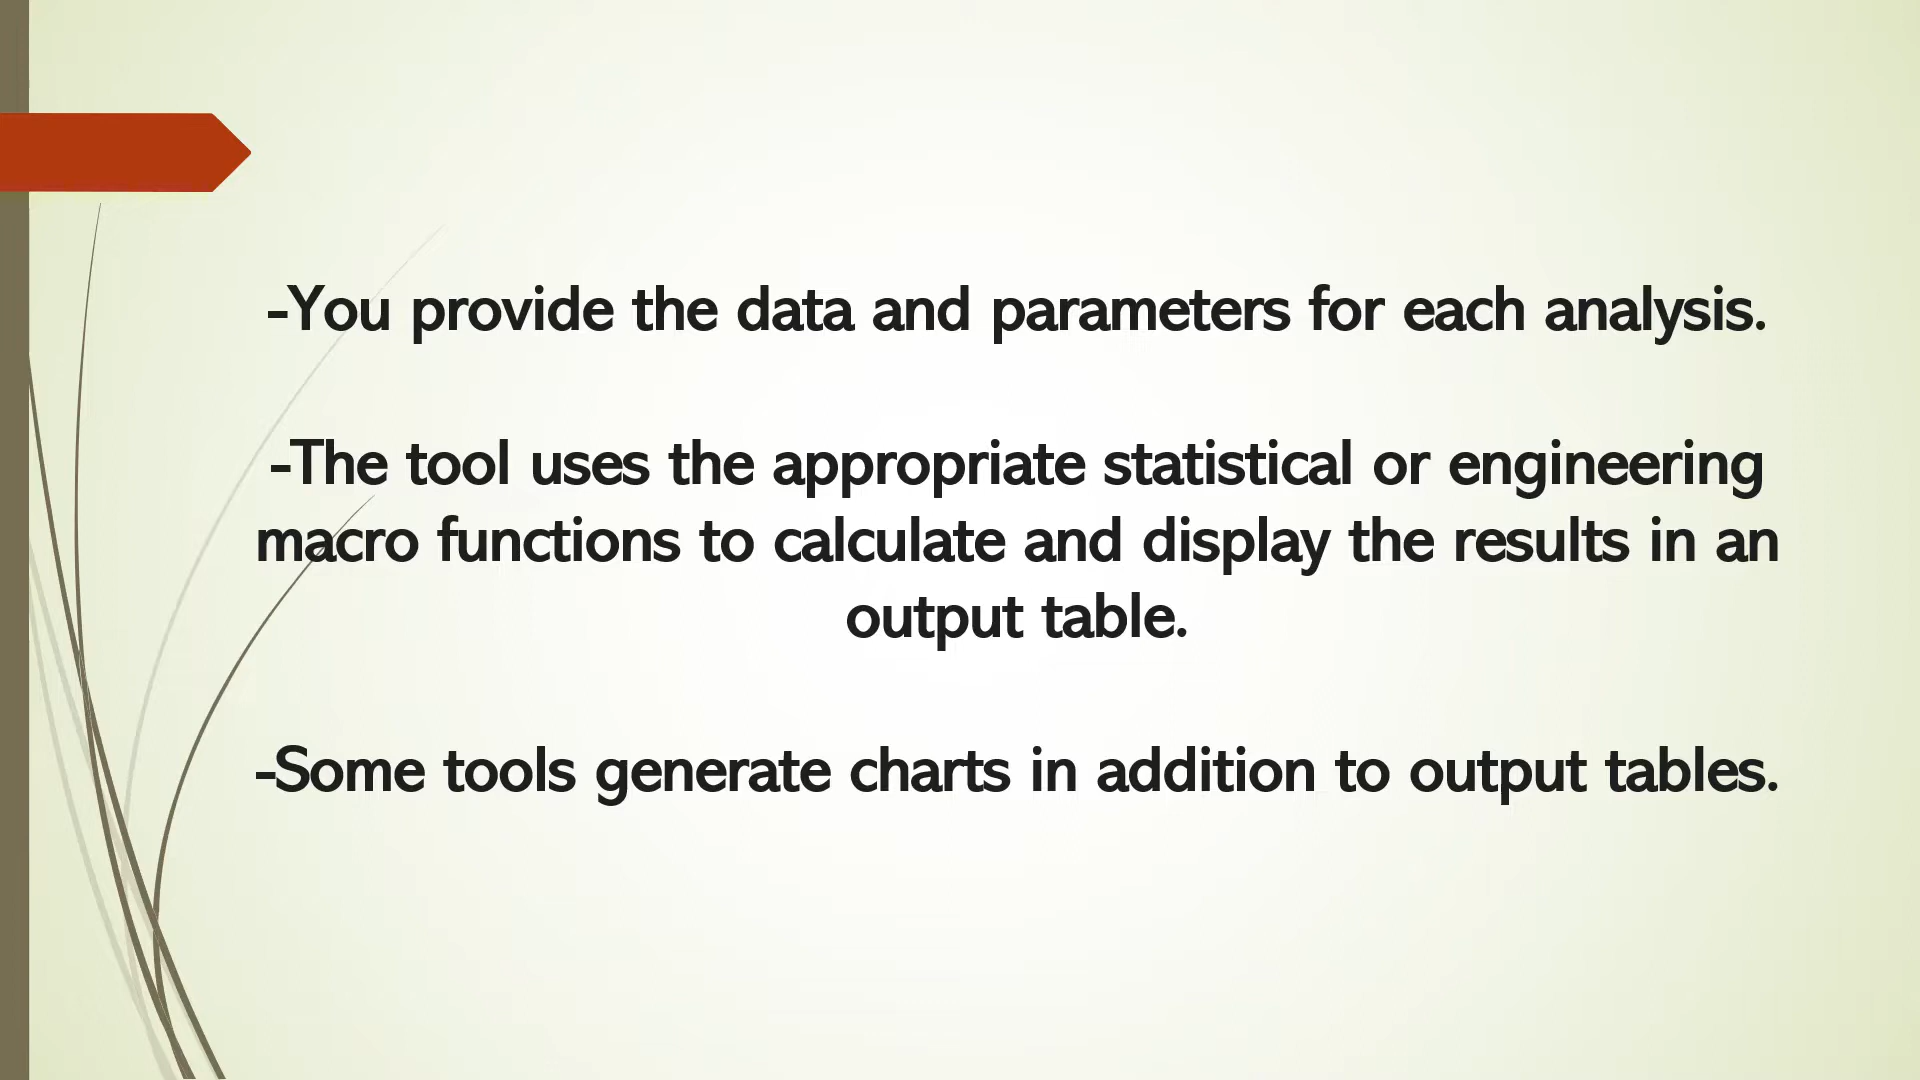 -You provide the data and parameters for each analysis.
-The tool uses the appropriate statistical or engineering
macro functions to calculate and display the results in an
output table.
-Some tools generate charts in addition to output tables.